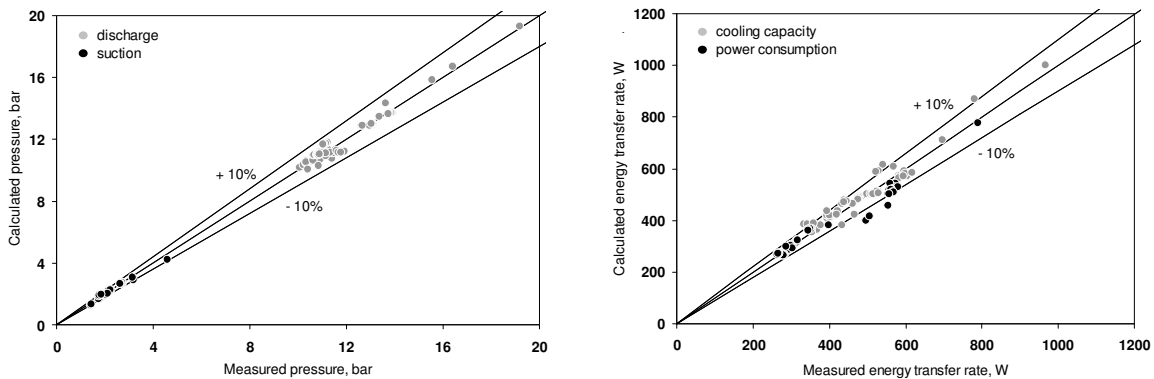 20
16
12
8
4
0
discharge
suction
+ 10%
- 10%
0 4 8 12 16 20
Measured pressure, bar
Calculated pressure, bar
1200
1000
800
600
400
200
0
cooling capacity
power consumption
+ 10%
- 10%
0 200 400 600 800 1000 1200
Measured energy transfer rate, W
Calculated energy transfer rate, W